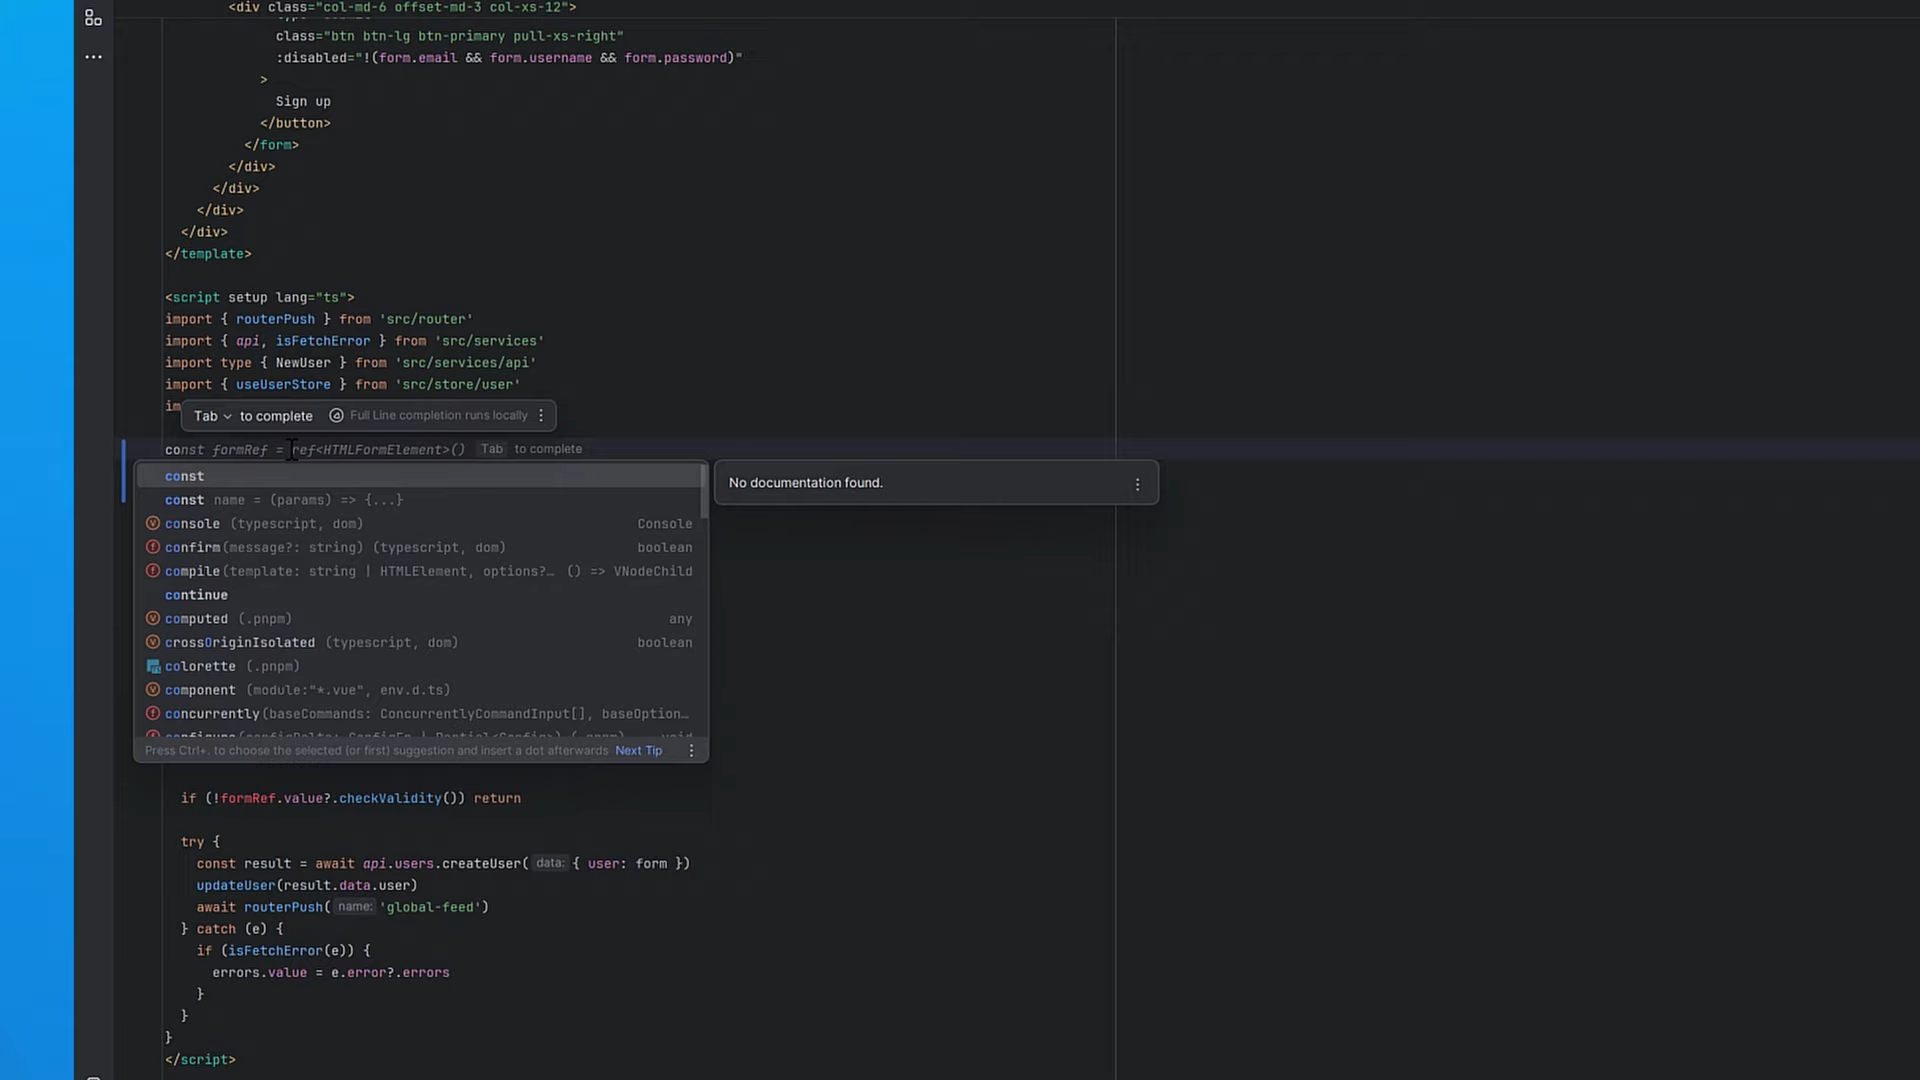 <div class="col-md-6 offset-md-3 col-xs-12">
class="btn btn-lg btn-primary pull-xs-right"
:disabled="!(form.email && form.username && form.password)"
>
Sign up
</button>
</form>
</div>
</div>
</div>
</div>
</template>
<script setup lang="ts">
import { routerPush } from 'src/router'
import { api, isFetchError } from 'src/services'
import type { NewUser } from 'src/services/api'
import { useUserStore } from 'src/store/user'
im
Tab to complete Full Line completion runs locally
const formRef = ref<HTMLFormElement>() Tab to complete
const
No documentation found.
const name = (params) => {...}
console (typescript, dom) Console
confirm(message?: string) (typescript, dom) boolean
compile(template: string | HTMLElement, options?… () => VNodeChild
continue
computed (.pnpm) any
crossOriginIsolated (typescript, dom) boolean
colorette (.pnpm)
component (module:"*.vue", env.d.ts)
concurrently(baseCommands: ConcurrentlyCommandInput[], baseOption…
Press Ctrl+. to choose the selected (or first) suggestion and insert a dot afterwards Next Tip
if (!formRef.value?.checkValidity()) return
try {
const result = await api.users.createUser( data: { user: form })
updateUser(result.data.user)
await routerPush( name: 'global-feed')
} catch (e) {
if (isFetchError(e)) {
errors.value = e.error?.errors
}
}
}
</script>